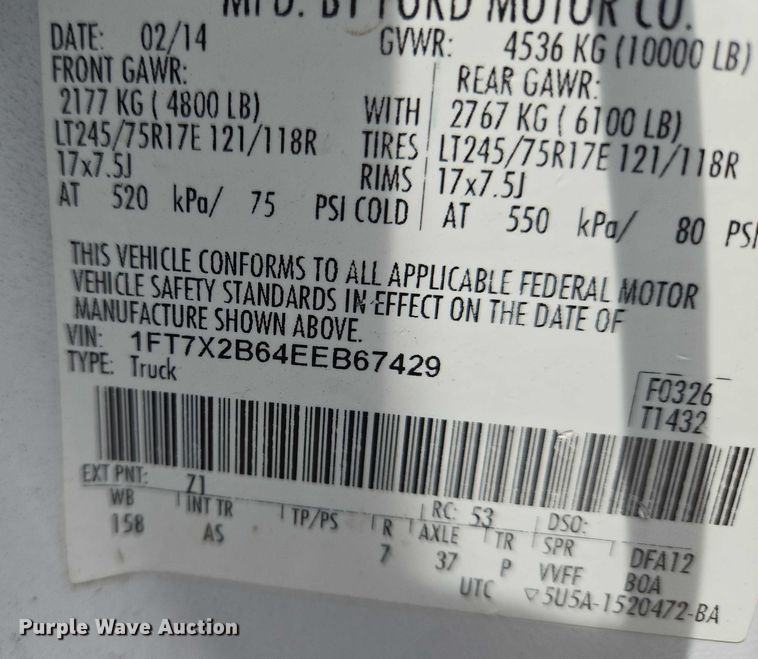 MFD. BY FORD MOTOR CO.
DATE: 02/14 GVWR: 4536 KG (10000 LB)
FRONT GAWR: REAR GAWR:
2177 KG ( 4800 LB) WITH 2767 KG ( 6100 LB)
LT245/75R17E 121/118R TIRES LT245/75R17E 121/118R
17x7.5J RIMS 17x7.5J
AT 520 kPa/ 75 PSI COLD AT 550 kPa/ 80 PSI
THIS VEHICLE CONFORMS TO ALL APPLICABLE FEDERAL MOTOR
VEHICLE SAFETY STANDARDS IN EFFECT ON THE DATE OF
MANUFACTURE SHOWN ABOVE.
VIN: 1FT7X2B64EEB67429
TYPE: Truck
F0326
T1432
EXT PNT: Z1 RC: 53 DSO:
WB INT TR TP/PS R AXLE TR SPR DFA12
158 AS 7 37 P VVFF B0A
UTC ▽5U5A-1520472-BA
Purple Wave Auction